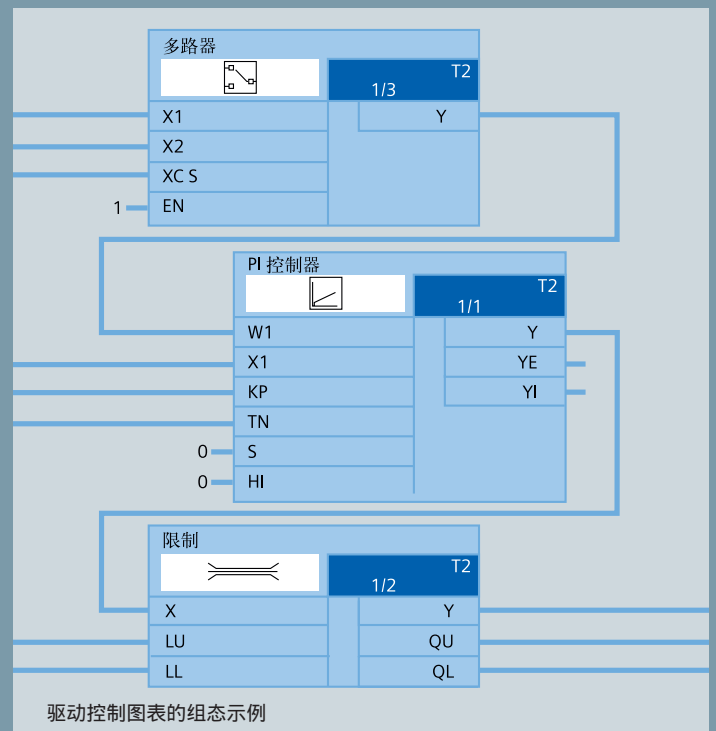 多路器
T2
1/3
X1 Y
X2
XC S
1 EN
PI 控制器
T2
1/1
W1 Y
X1 YE
KP YI
TN
0 S
0 HI
限制
T2
1/2
X Y
LU QU
LL QL
驱动控制图表的组态示例